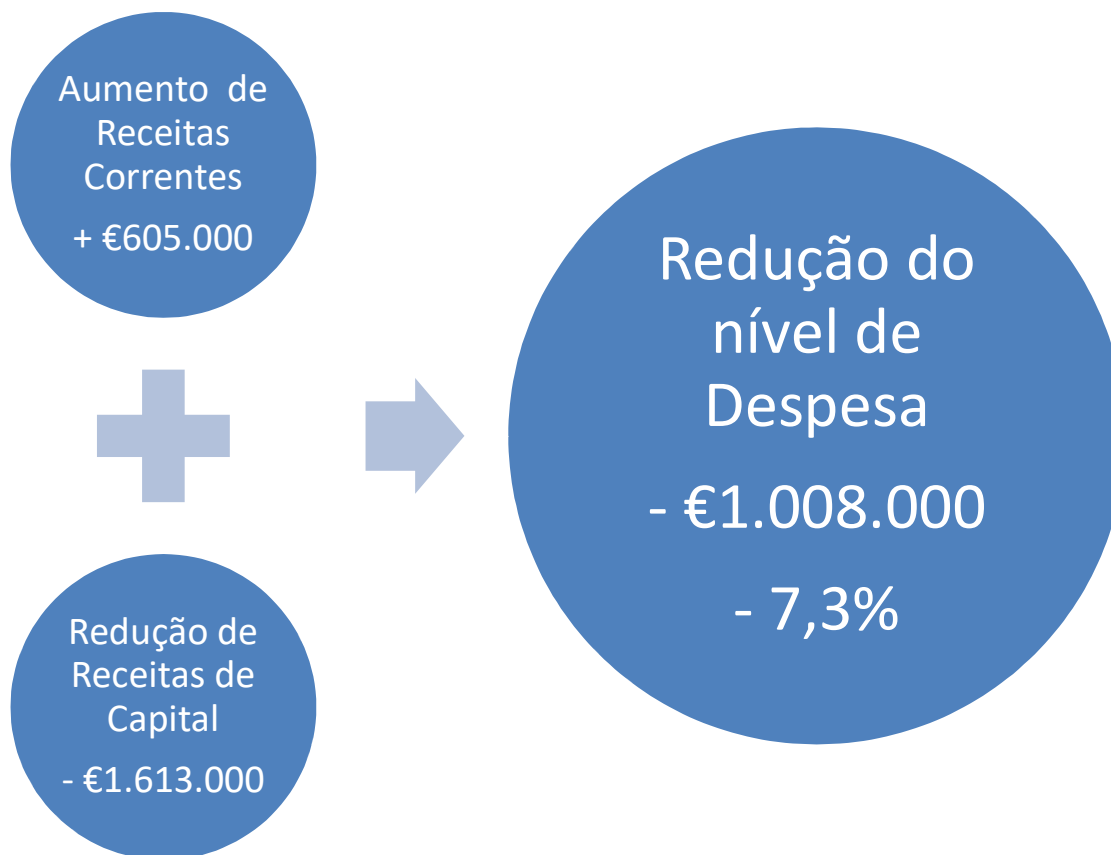 Aumento de
Receitas
Correntes
+ €605.000
Redução de
Receitas de
Capital
- €1.613.000
Redução do
nível de
Despesa
- €1.008.000
- 7,3%